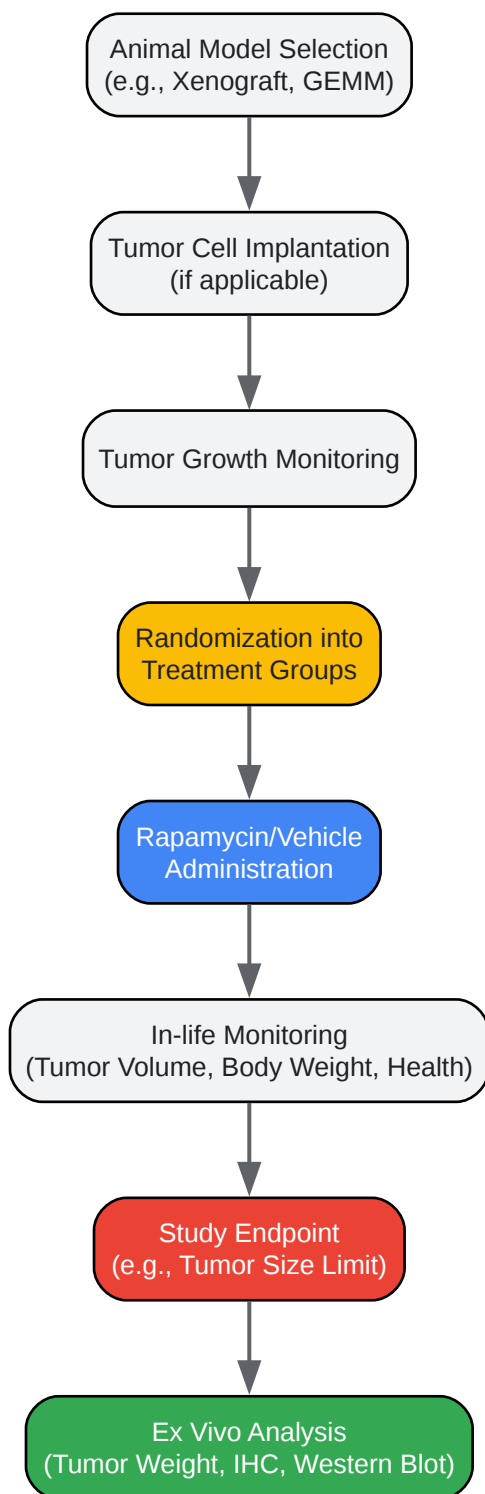 Animal Model Selection
(e.g., Xenograft, GEMM)
Tumor Cell Implantation
(if applicable)
Tumor Growth Monitoring
Randomization into
Treatment Groups
Rapamycin/Vehicle
Administration
In-life Monitoring
(Tumor Volume, Body Weight, Health)
Study Endpoint
(e.g., Tumor Size Limit)
Ex Vivo Analysis
(Tumor Weight, IHC, Western Blot)